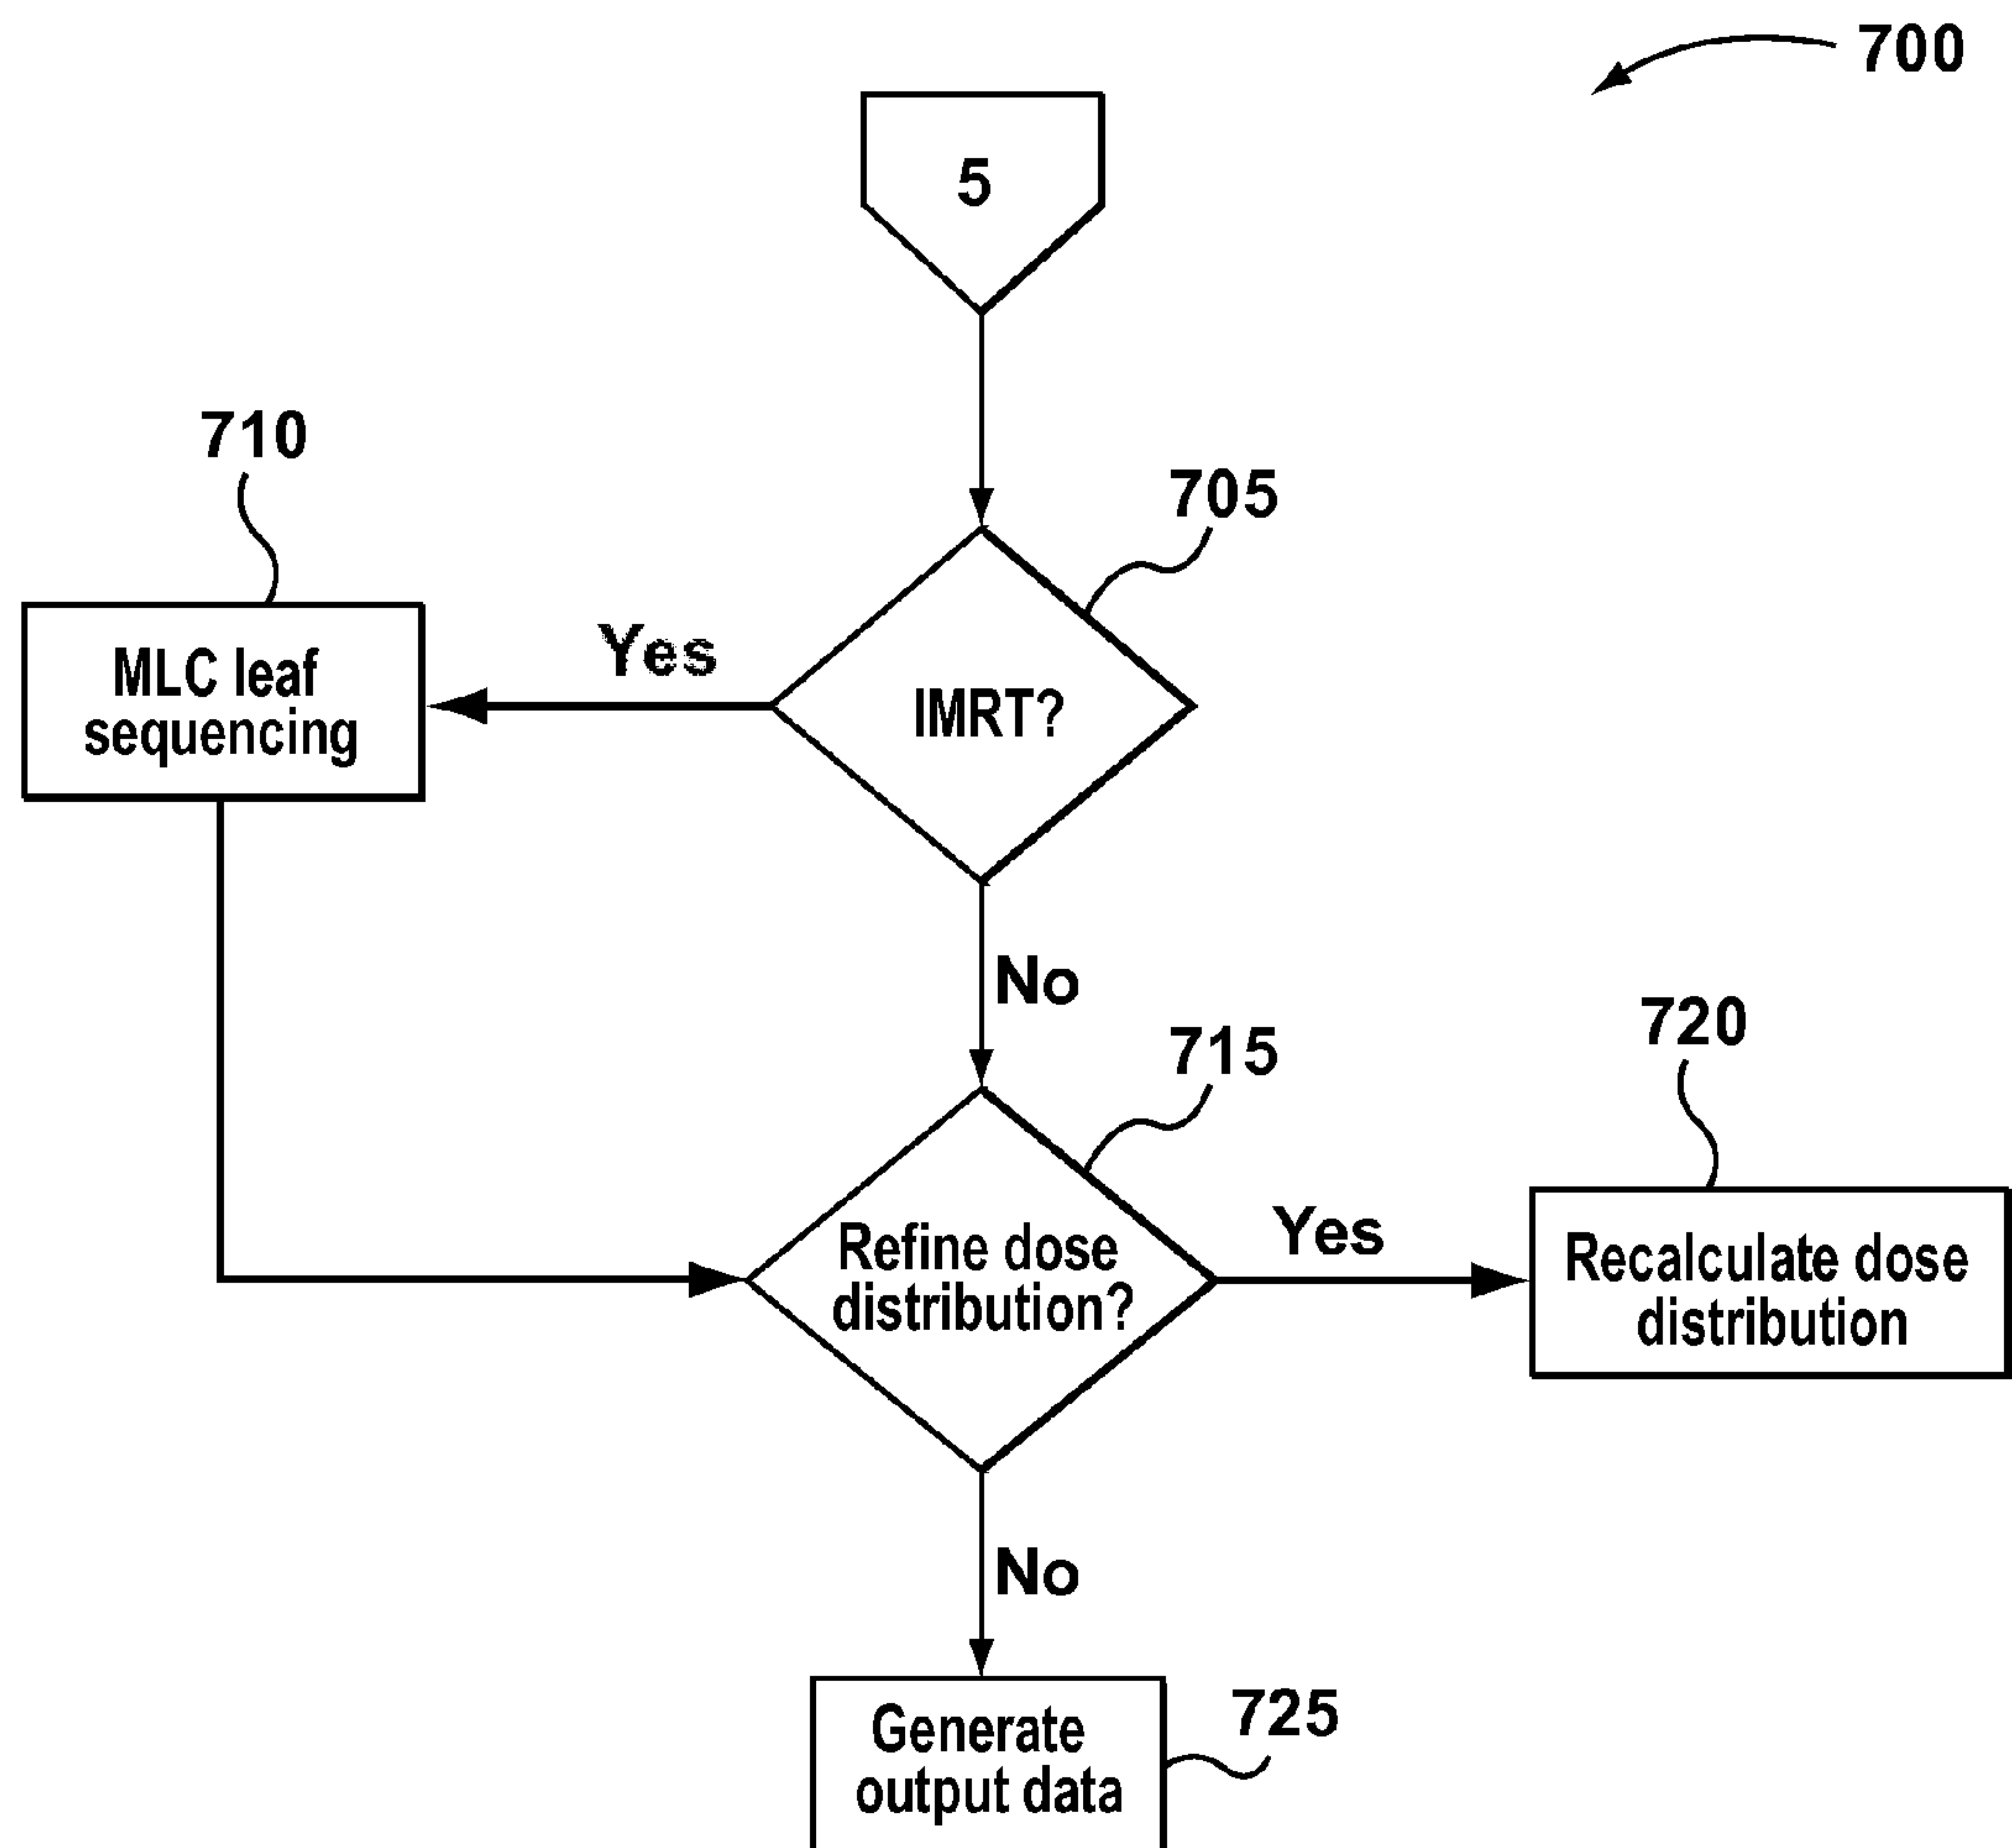 700
5
710
705
Yes
MLC leaf
sequencing
IMRT?
No
715
720
Refine dose
distribution?
Yes
Recalculate dose
distribution
No
Generate
output data
725